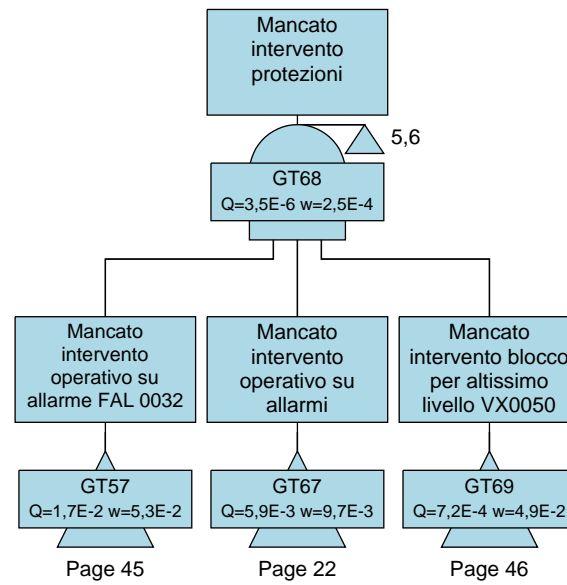 Mancato
intervento
protezioni
5,6
GT68
Q=3,5E-6 w=2,5E-4
Mancato
intervento
operativo su
allarme FAL 0032
Mancato
intervento
operativo su
allarmi
Mancato
intervento blocco
per altissimo
livello VX0050
GT57
Q=1,7E-2 w=5,3E-2
GT67
Q=5,9E-3 w=9,7E-3
GT69
Q=7,2E-4 w=4,9E-2
Page 45
Page 22
Page 46